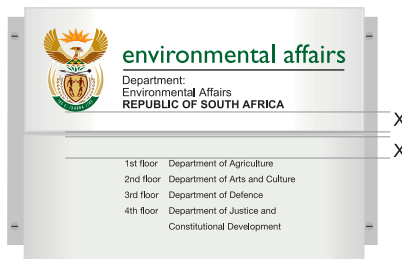 environmental affairs
Department:
Environmental Affairs
REPUBLIC OF SOUTH AFRICA
X
X
1st floor Department of Agriculture
2nd floor Department of Arts and Culture
3rd floor Department of Defence
4th floor Department of Justice and
Constitutional Development